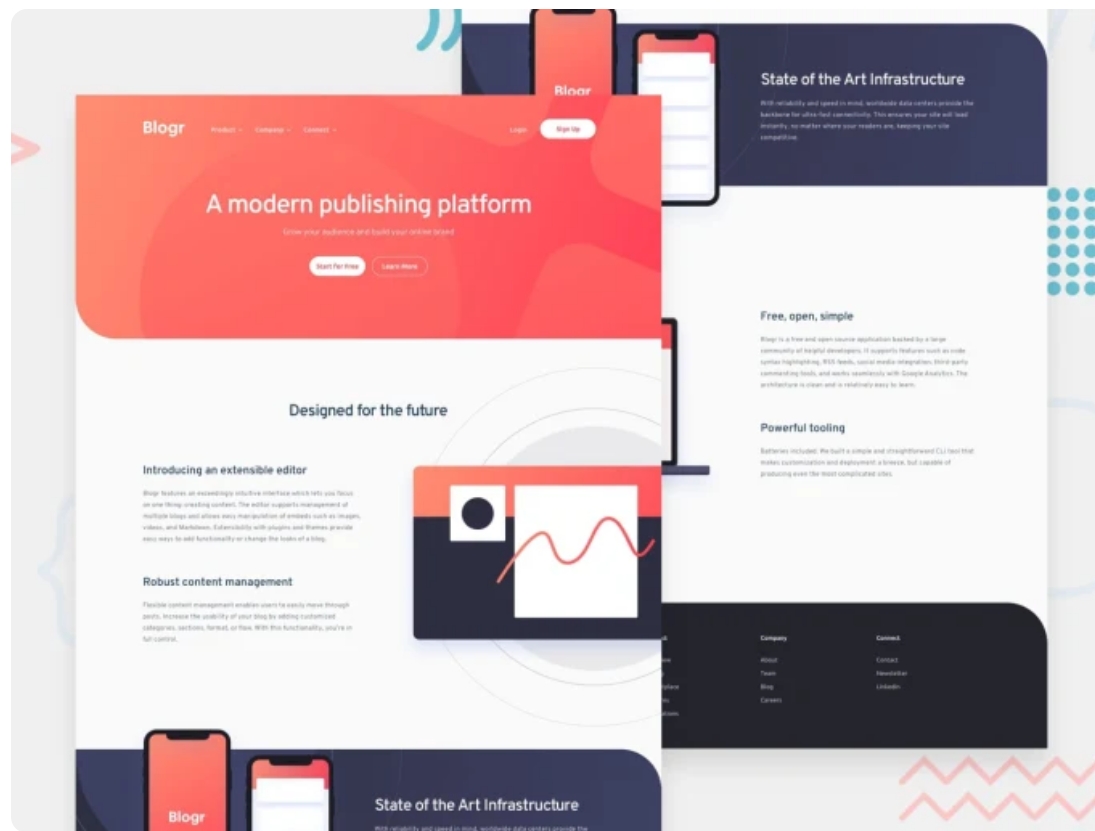 Blogr
Product Company Connect
Login Sign Up
A modern publishing platform
Grow your audience and build your online brand
Start for Free Learn More
Designed for the future
Introducing an extensible editor
Blogr features an exceedingly intuitive interface which lets you focus
on one thing: creating content. The editor supports management of
multiple blogs and allows easy manipulation of embeds such as images,
videos, and Markdown. Extensibility with plugins and themes provide
easy ways to add functionality or change the looks of a blog.
Robust content management
Flexible content management enables users to easily move through
posts. Increase the usability of your blog by adding customized
categories, sections, format, or flow. With this functionality, you're in
full control.
Blogr
State of the Art Infrastructure
With reliability and speed in mind, worldwide data centers provide the
Blogr
State of the Art Infrastructure
With reliability and speed in mind, worldwide data centers provide the
backbone for ultra-fast connectivity. This ensures your site will load
instantly, no matter where your readers are, keeping your site
competitive.
Free, open, simple
Blogr is a free and open source application backed by a large
community of helpful developers. It supports features such as code
syntax highlighting, RSS feeds, social media integration, third-party
commenting tools, and works seamlessly with Google Analytics. The
architecture is clean and is relatively easy to learn.
Powerful tooling
Batteries included. We built a simple and straightforward CLI tool that
makes customization and deployment a breeze, but capable of
producing even the most complicated sites.
Company
About
Team
Blog
Careers
Connect
Contact
Newsletter
LinkedIn